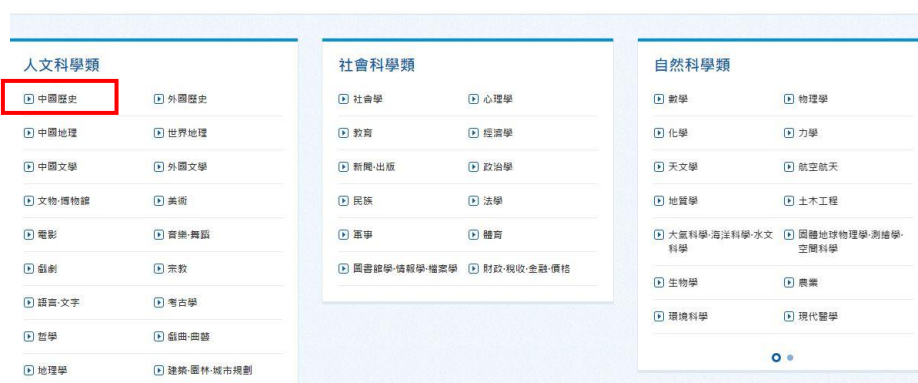 人文科學類
中國歷史
外國歷史
中國地理
世界地理
中國文學
外國文學
文物·博物館
美術
電影
音樂·舞蹈
戲劇
宗教
語言·文字
考古學
哲學
戲曲·曲藝
地理學
建築·園林·城市規劃
社會科學類
社會學
心理學
教育
經濟學
新聞·出版
政治學
民族
法學
軍事
體育
圖書館學·情報學·檔案學
財政·稅收·金融·價格
自然科學類
數學
物理學
化學
力學
天文學
航空航天
地質學
土木工程
大氣科學·海洋科學·水文
科學
固體地球物理學·測繪學·
空間科學
生物學
農業
環境科學
現代醫學